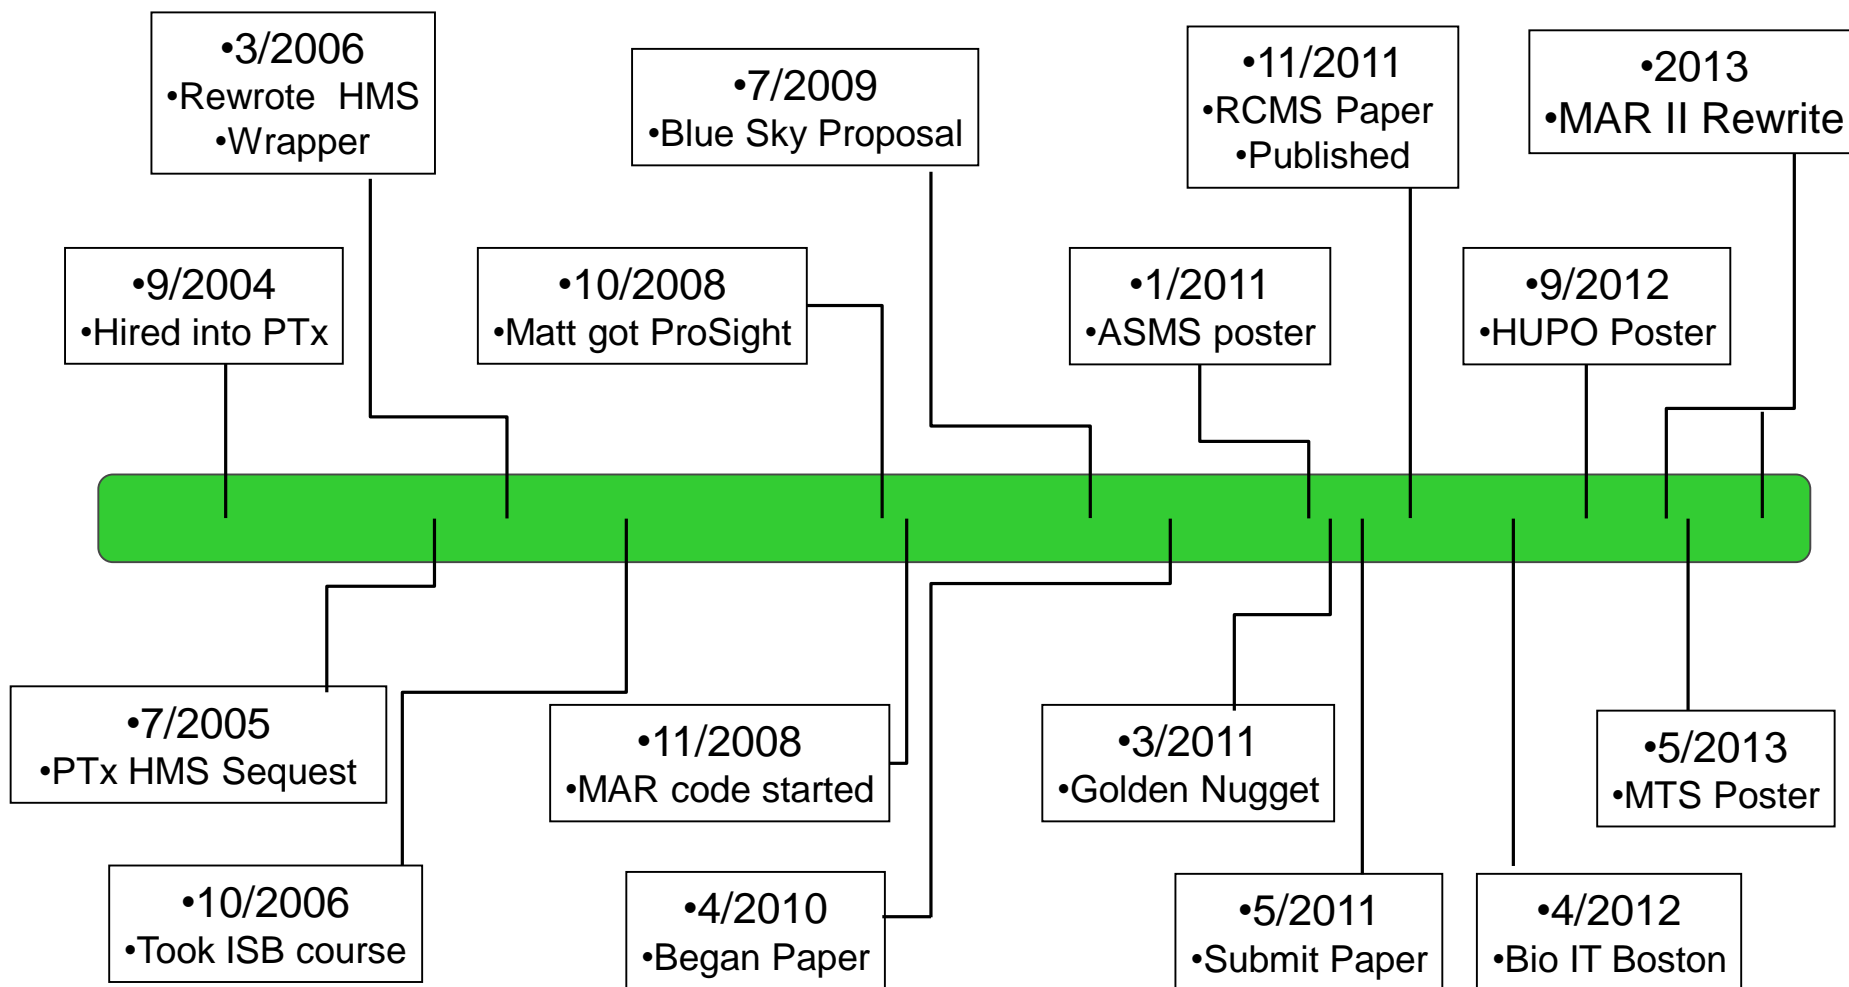 •3/2006
•Rewrote HMS
•Wrapper
•7/2009
•Blue Sky Proposal
•11/2011
•RCMS Paper
•Published
•2013
•MAR II Rewrite
•9/2004
•Hired into PTx
•10/2008
•Matt got ProSight
•1/2011
•ASMS poster
•9/2012
•HUPO Poster
•7/2005
•PTx HMS Sequest
•11/2008
•MAR code started
•3/2011
•Golden Nugget
•5/2013
•MTS Poster
•10/2006
•Took ISB course
•4/2010
•Began Paper
•5/2011
•Submit Paper
•4/2012
•Bio IT Boston